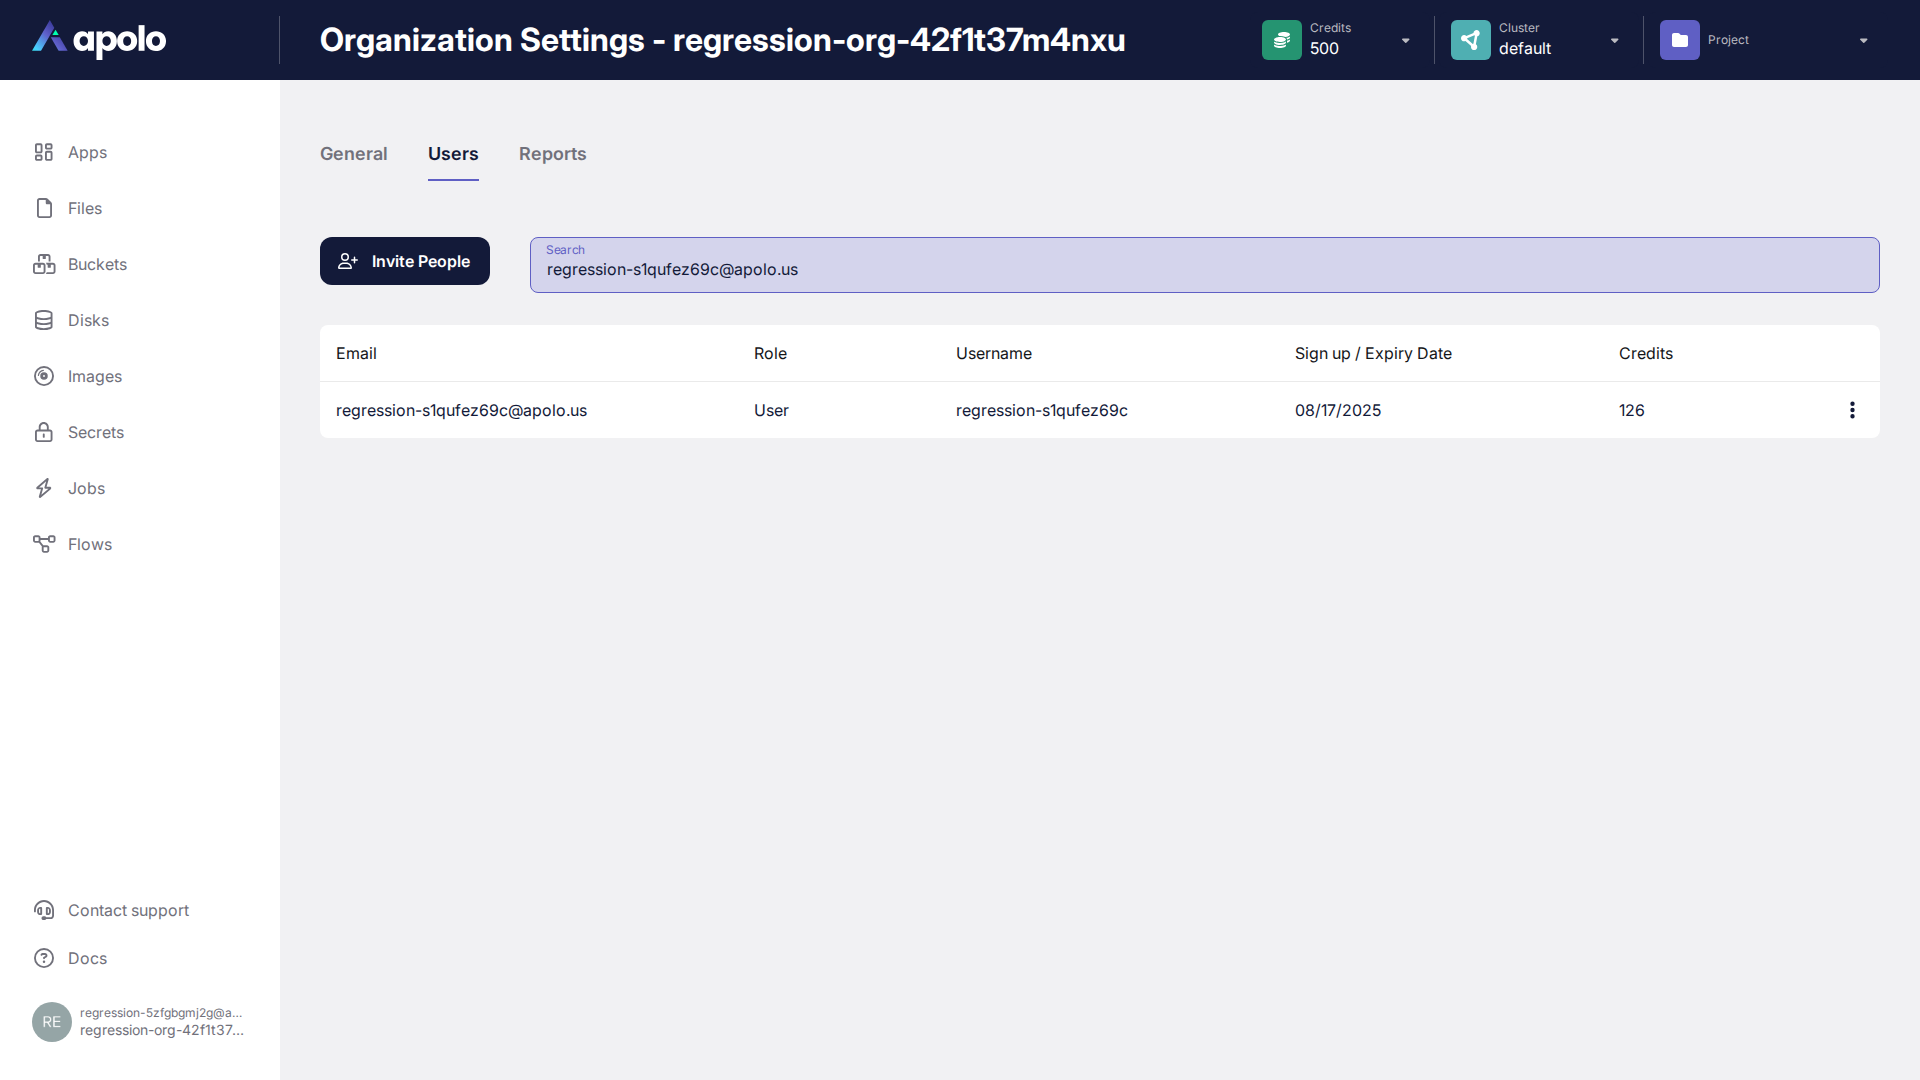 apolo
Organization Settings - regression-org-42f1t37m4nxu
Credits
500
Cluster
default
Project
Apps
Files
Buckets
Disks
Images
Secrets
Jobs
Flows
Contact support
Docs
RE
regression-5zfgbgmj2g@a...
regression-org-42f1t37...
General
Users
Reports
Invite People
Search
regression-s1qufez69c@apolo.us
Email Role Username Sign up / Expiry Date Credits
regression-s1qufez69c@apolo.us User regression-s1qufez69c 08/17/2025 126